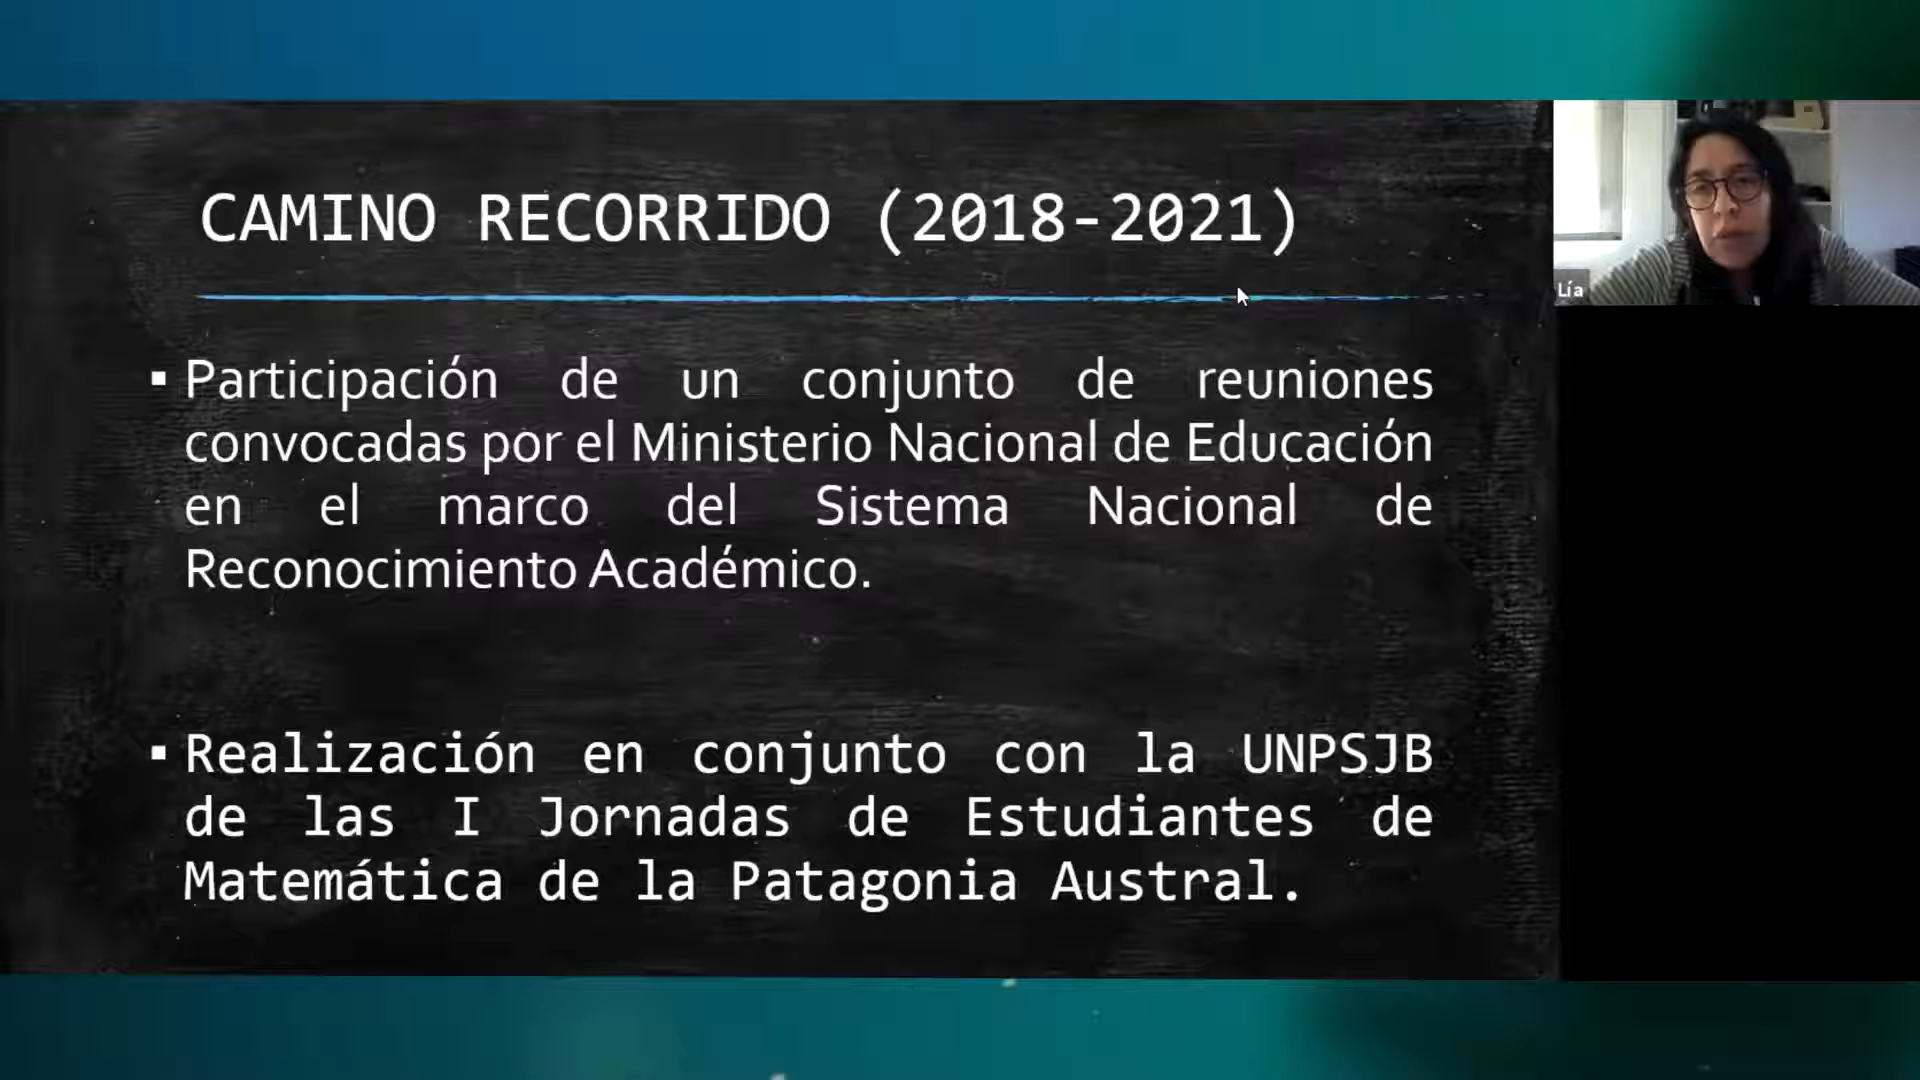 CAMINO RECORRIDO (2018-2021)
▪ Participación de un conjunto de reuniones
convocadas por el Ministerio Nacional de Educación
en el marco del Sistema Nacional de
Reconocimiento Académico.
▪ Realización en conjunto con la UNPSJB
de las I Jornadas de Estudiantes de
Matemática de la Patagonia Austral.
Lía